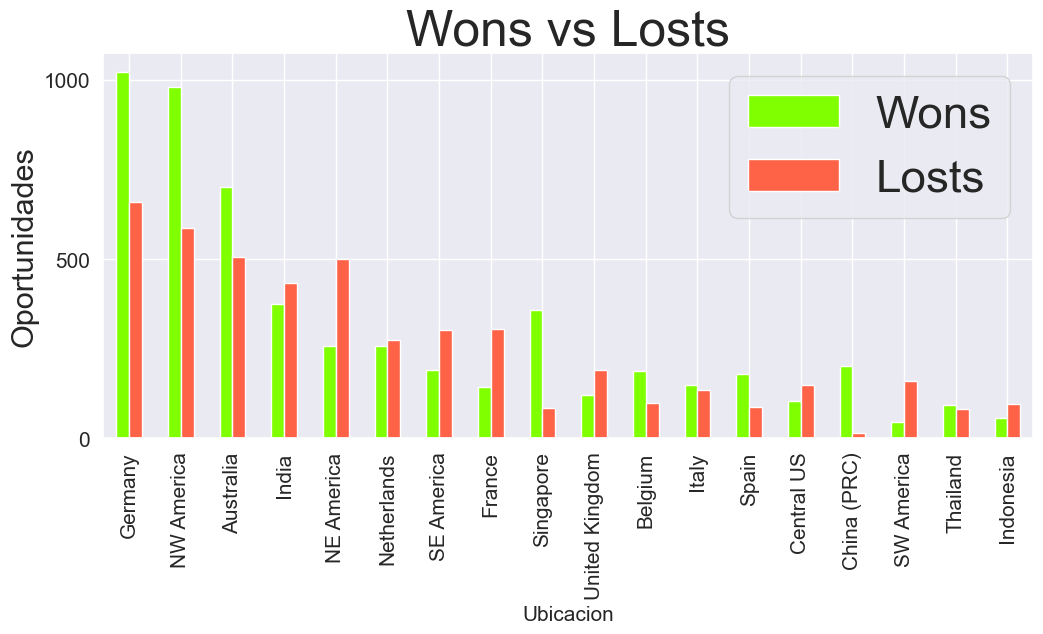 Wons vs Losts
Wons
Losts
Oportunidades
1000
500
0
Germany
NW America
Australia
India
NE America
Netherlands
SE America
France
Singapore
United Kingdom
Belgium
Italy
Spain
Central US
China (PRC)
SW America
Thailand
Indonesia
Ubicacion